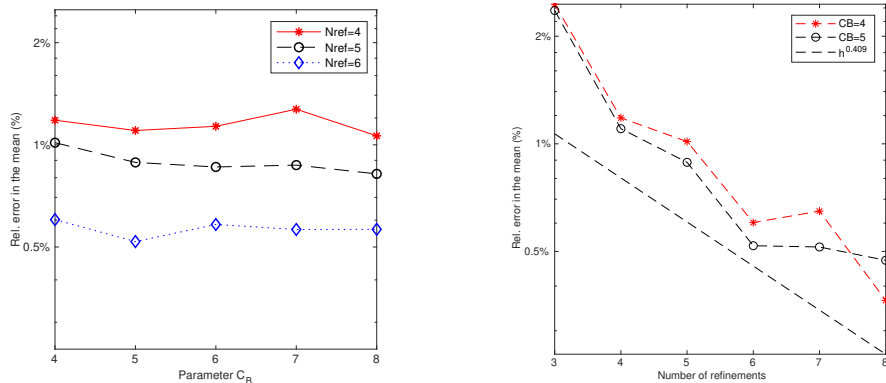 Rel. error in the mean (%)
2%
1%
0.5%
Nref=4
Nref=5
Nref=6
4 5 6 7 8
Parameter C_B
Rel. error in the mean (%)
2%
1%
0.5%
CB=4
CB=5
h^0.409
3 4 5 6 7 8
Number of refinements